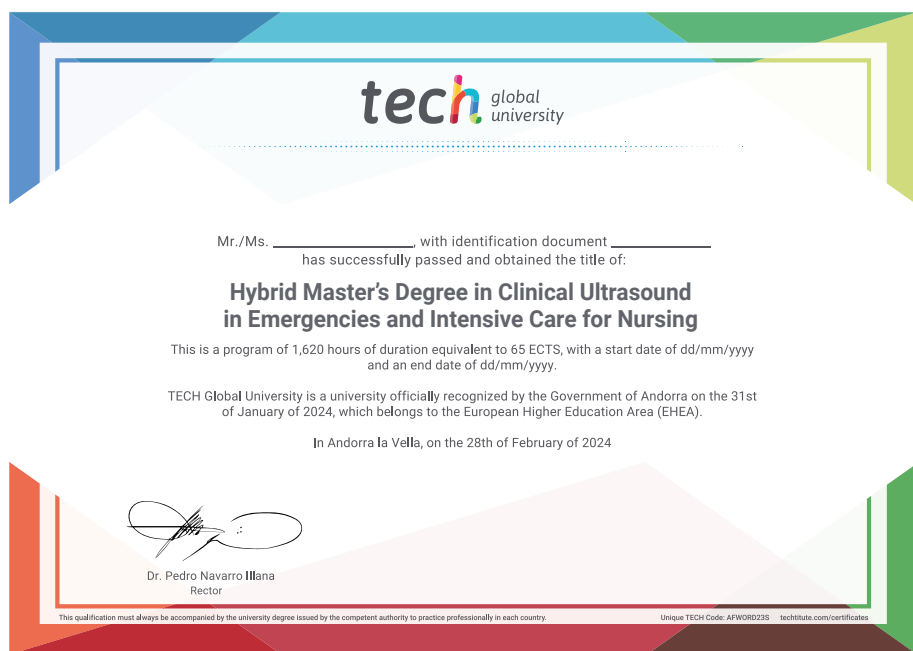 tech global university
Mr./Ms. ____________________, with identification document ______________
has successfully passed and obtained the title of:
Hybrid Master's Degree in Clinical Ultrasound
in Emergencies and Intensive Care for Nursing
This is a program of 1,620 hours of duration equivalent to 65 ECTS, with a start date of dd/mm/yyyy
and an end date of dd/mm/yyyy.
TECH Global University is a university officially recognized by the Government of Andorra on the 31st
of January of 2024, which belongs to the European Higher Education Area (EHEA).
In Andorra la Vella, on the 28th of February of 2024
Dr. Pedro Navarro Illana
Rector
This qualification must always be accompanied by the university degree issued by the competent authority to practice professionally in each country.
Unique TECH Code: AFWORD23S techtitute.com/certificates